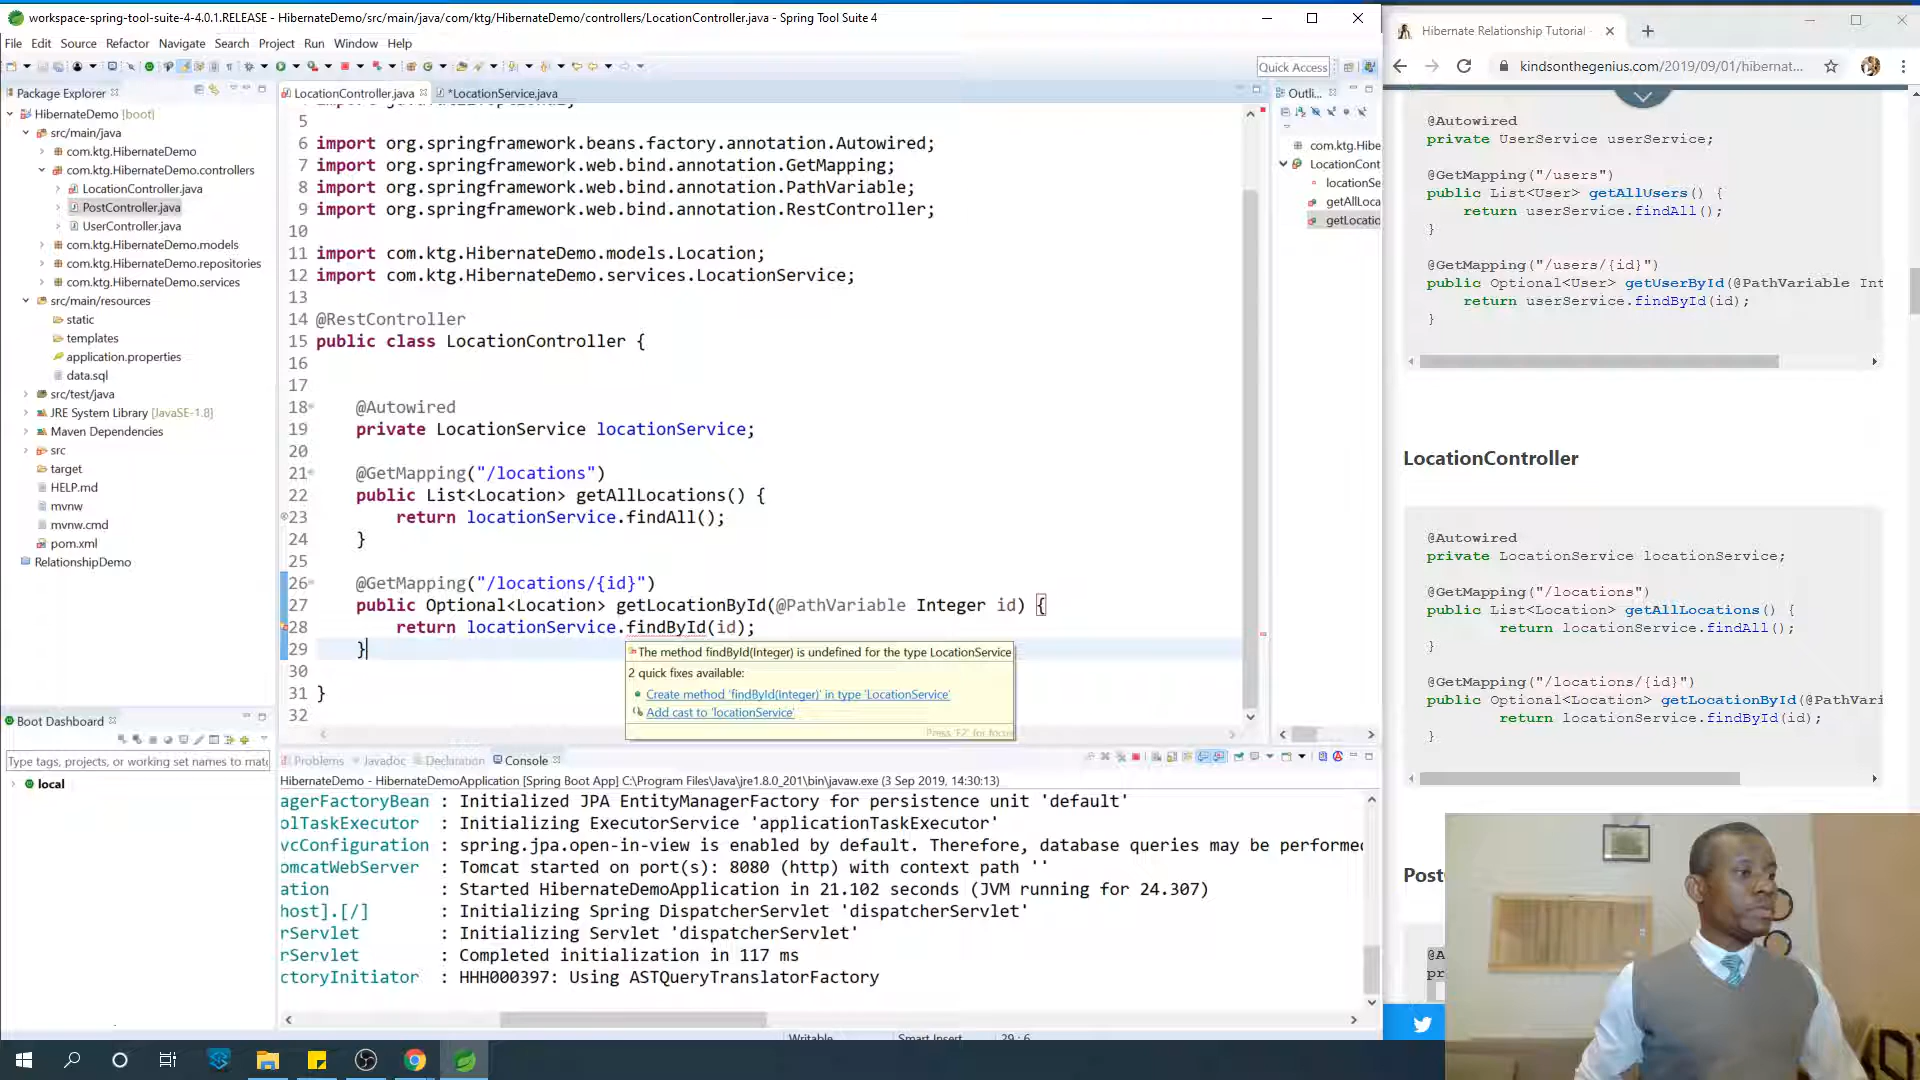 workspace-spring-tool-suite-4-4.0.1.RELEASE - HibernateDemo/src/main/java/com/ktg/HibernateDemo/controllers/LocationController.java - Spring Tool Suite 4
File Edit Source Refactor Navigate Search Project Run Window Help
Quick Access
Package Explorer
HibernateDemo [boot]
src/main/java
com.ktg.HibernateDemo
com.ktg.HibernateDemo.controllers
LocationController.java
PostController.java
UserController.java
com.ktg.HibernateDemo.models
com.ktg.HibernateDemo.repositories
com.ktg.HibernateDemo.services
src/main/resources
static
templates
application.properties
data.sql
src/test/java
JRE System Library [JavaSE-1.8]
Maven Dependencies
src
target
HELP.md
mvnw
mvnw.cmd
pom.xml
RelationshipDemo
Boot Dashboard
Type tags, projects, or working set names to matc
local
LocationController.java
*LocationService.java
5
6 import org.springframework.beans.factory.annotation.Autowired;
7 import org.springframework.web.bind.annotation.GetMapping;
8 import org.springframework.web.bind.annotation.PathVariable;
9 import org.springframework.web.bind.annotation.RestController;
10
11 import com.ktg.HibernateDemo.models.Location;
12 import com.ktg.HibernateDemo.services.LocationService;
13
14 @RestController
15 public class LocationController {
16
17
18 @Autowired
19 private LocationService locationService;
20
21 @GetMapping("/locations")
22 public List<Location> getAllLocations() {
23 return locationService.findAll();
24 }
25
26 @GetMapping("/locations/{id}")
27 public Optional<Location> getLocationById(@PathVariable Integer id) {
28 return locationService.findById(id);
29 }
30
31 }
32
The method findById(Integer) is undefined for the type LocationService
2 quick fixes available:
Create method 'findById(Integer)' in type 'LocationService'
Add cast to 'locationService'
Press 'F2' for focus
Outli...
com.ktg.Hibe
LocationCont
locationSe
getAllLoca
getLocatio
Problems Javadoc Declaration Console
HibernateDemo - HibernateDemoApplication [Spring Boot App] C:\Program Files\Java\jre1.8.0_201\bin\javaw.exe (3 Sep 2019, 14:30:13)
agerFactoryBean : Initialized JPA EntityManagerFactory for persistence unit 'default'
olTaskExecutor : Initializing ExecutorService 'applicationTaskExecutor'
vcConfiguration : spring.jpa.open-in-view is enabled by default. Therefore, database queries may be performe
omcatWebServer : Tomcat started on port(s): 8080 (http) with context path ''
ation : Started HibernateDemoApplication in 21.102 seconds (JVM running for 24.307)
host].[/] : Initializing Spring DispatcherServlet 'dispatcherServlet'
rServlet : Initializing Servlet 'dispatcherServlet'
rServlet : Completed initialization in 117 ms
ctoryInitiator : HHH000397: Using ASTQueryTranslatorFactory
Writable
Smart Insert
29 : 6
Hibernate Relationship Tutorial
kindsonthegenius.com/2019/09/01/hibernat...
@Autowired
private UserService userService;
@GetMapping("/users")
public List<User> getAllUsers() {
return userService.findAll();
}
@GetMapping("/users/{id}")
public Optional<User> getUserById(@PathVariable Int
return userService.findById(id);
}
LocationController
@Autowired
private LocationService locationService;
@GetMapping("/locations")
public List<Location> getAllLocations() {
return locationService.findAll();
}
@GetMapping("/locations/{id}")
public Optional<Location> getLocationById(@PathVari
return locationService.findById(id);
}
Post
@A
pr